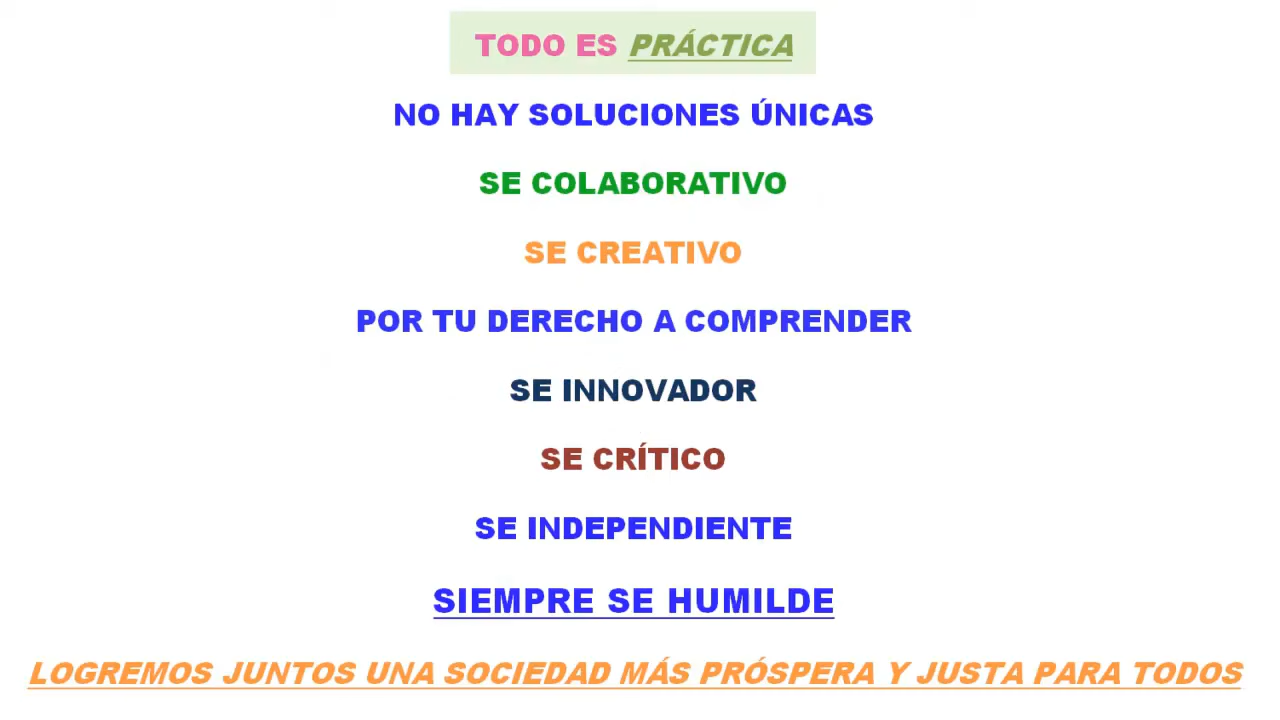 TODO ES PRÁCTICA
NO HAY SOLUCIONES ÚNICAS
SE COLABORATIVO
SE CREATIVO
POR TU DERECHO A COMPRENDER
SE INNOVADOR
SE CRÍTICO
SE INDEPENDIENTE
SIEMPRE SE HUMILDE
LOGREMOS JUNTOS UNA SOCIEDAD MÁS PRÓSPERA Y JUSTA PARA TODOS